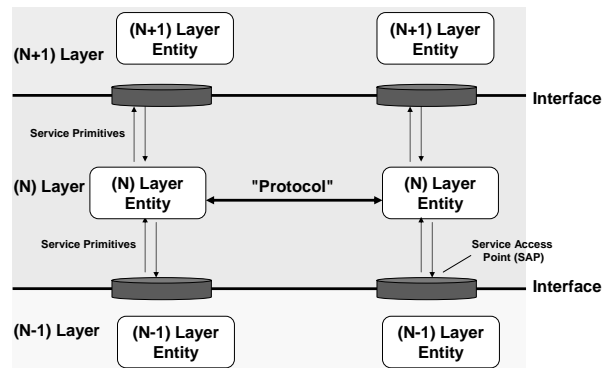 (N+1) Layer
Entity
(N+1) Layer
Entity
(N+1) Layer
Interface
Service Primitives
(N) Layer
(N) Layer
Entity
"Protocol"
(N) Layer
Entity
Service Primitives
Service Access
Point (SAP)
Interface
(N-1) Layer
(N-1) Layer
Entity
(N-1) Layer
Entity